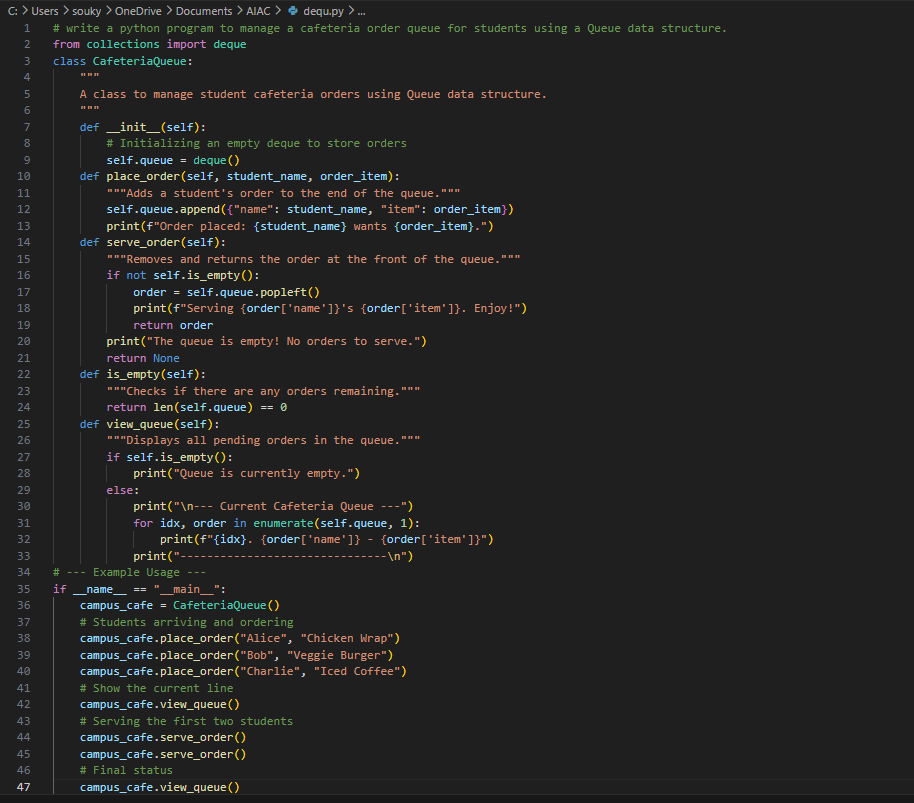 C: > Users > souky > OneDrive > Documents > AIAC > dequ.py > ...
1 # write a python program to manage a cafeteria order queue for students using a Queue data structure.
2 from collections import deque
3 class CafeteriaQueue:
4     """
5     A class to manage student cafeteria orders using Queue data structure.
6     """
7     def __init__(self):
8         # Initializing an empty deque to store orders
9         self.queue = deque()
10     def place_order(self, student_name, order_item):
11         """Adds a student's order to the end of the queue."""
12         self.queue.append({"name": student_name, "item": order_item})
13         print(f"Order placed: {student_name} wants {order_item}.")
14     def serve_order(self):
15         """Removes and returns the order at the front of the queue."""
16         if not self.is_empty():
17             order = self.queue.popleft()
18             print(f"Serving {order['name']}'s {order['item']}. Enjoy!")
19             return order
20         print("The queue is empty! No orders to serve.")
21         return None
22     def is_empty(self):
23         """Checks if there are any orders remaining."""
24         return len(self.queue) == 0
25     def view_queue(self):
26         """Displays all pending orders in the queue."""
27         if self.is_empty():
28             print("Queue is currently empty.")
29         else:
30             print("\n--- Current Cafeteria Queue ---")
31             for idx, order in enumerate(self.queue, 1):
32                 print(f"{idx}. {order['name']} - {order['item']}")
33             print("-------------------------------\n")
34 # --- Example Usage ---
35 if __name__ == "__main__":
36     campus_cafe = CafeteriaQueue()
37     # Students arriving and ordering
38     campus_cafe.place_order("Alice", "Chicken Wrap")
39     campus_cafe.place_order("Bob", "Veggie Burger")
40     campus_cafe.place_order("Charlie", "Iced Coffee")
41     # Show the current line
42     campus_cafe.view_queue()
43     # Serving the first two students
44     campus_cafe.serve_order()
45     campus_cafe.serve_order()
46     # Final status
47     campus_cafe.view_queue()